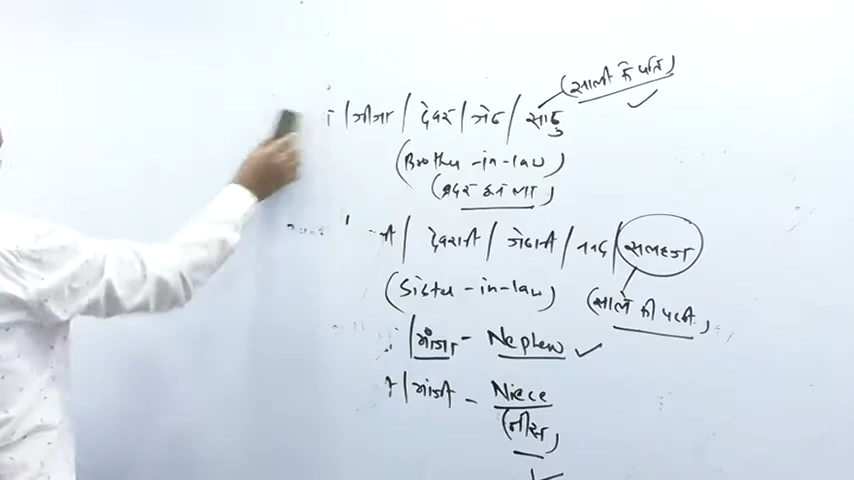 (साली के पति)
जीजा / देवर / जेठ / साढु
(Brother-in-law)
(ब्रदर इन ला)
देवरानी / जेठानी / ननद / सलहज
(Sister-in-law)
(साले की पत्नी)
भांजा - Nephew
भांजी - Niece
(नीस)